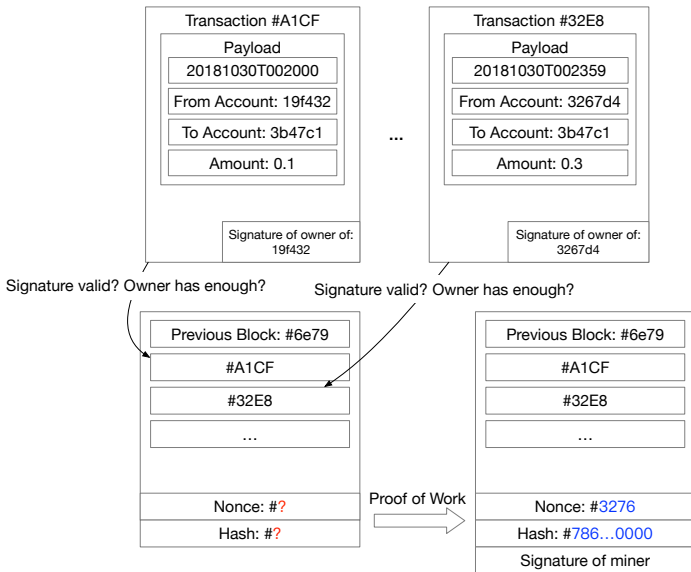 Transaction #A1CF
Payload
20181030T002000
From Account: 19f432
To Account: 3b47c1
Amount: 0.1
Signature of owner of:
19f432
...
Transaction #32E8
Payload
20181030T002359
From Account: 3267d4
To Account: 3b47c1
Amount: 0.3
Signature of owner of:
3267d4
Signature valid? Owner has enough?
Signature valid? Owner has enough?
Previous Block: #6e79
#A1CF
#32E8
...
Nonce: #?
Hash: #?
Proof of Work
Previous Block: #6e79
#A1CF
#32E8
...
Nonce: #3276
Hash: #786...0000
Signature of miner